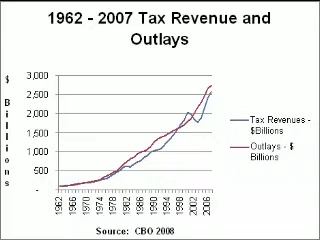 1962 - 2007 Tax Revenue and
Outlays
$ Billions
3,000
2,500
2,000
1,500
1,000
500
-
1962
1966
1970
1974
1978
1982
1986
1990
1994
1998
2002
2006
Tax Revenues -
$Billions
Outlays - $
Billions
Source: CBO 2008